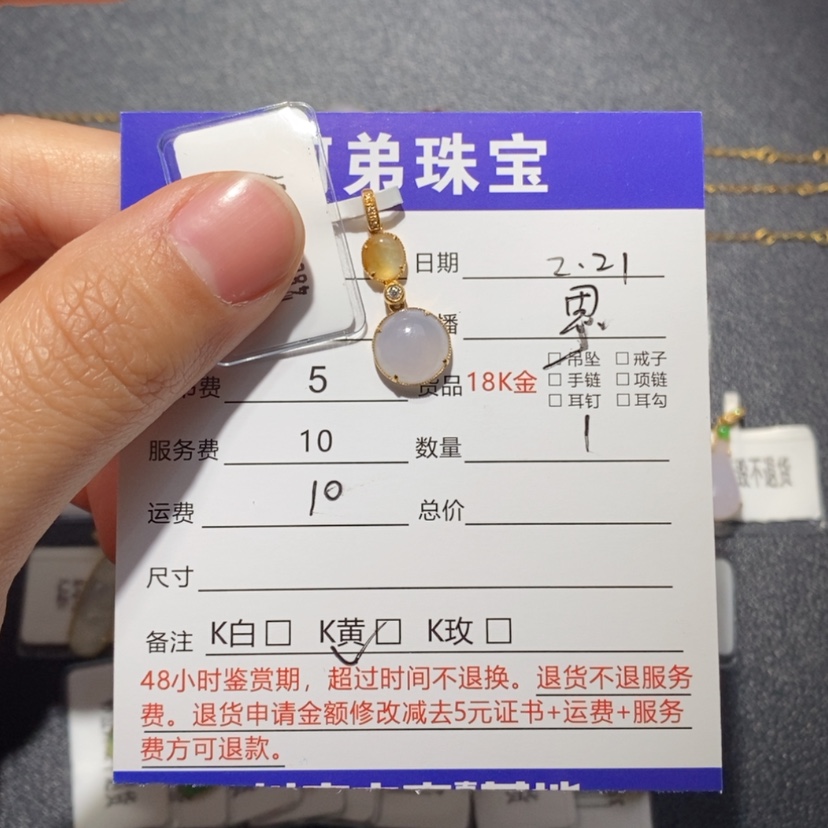 弟珠宝
日期 2.21
播 恩
费 5 货品 18K金 □吊坠 □戒子
□手链 □项链
□耳钉 □耳勾
服务费 10 数量 1
运费 10 总价
尺寸
备注 K白□ K黄□ K玫□
48小时鉴赏期，超过时间不退换。退货不退服务
费。退货申请金额修改减去5元证书+运费+服务
费方可退款。
不退货